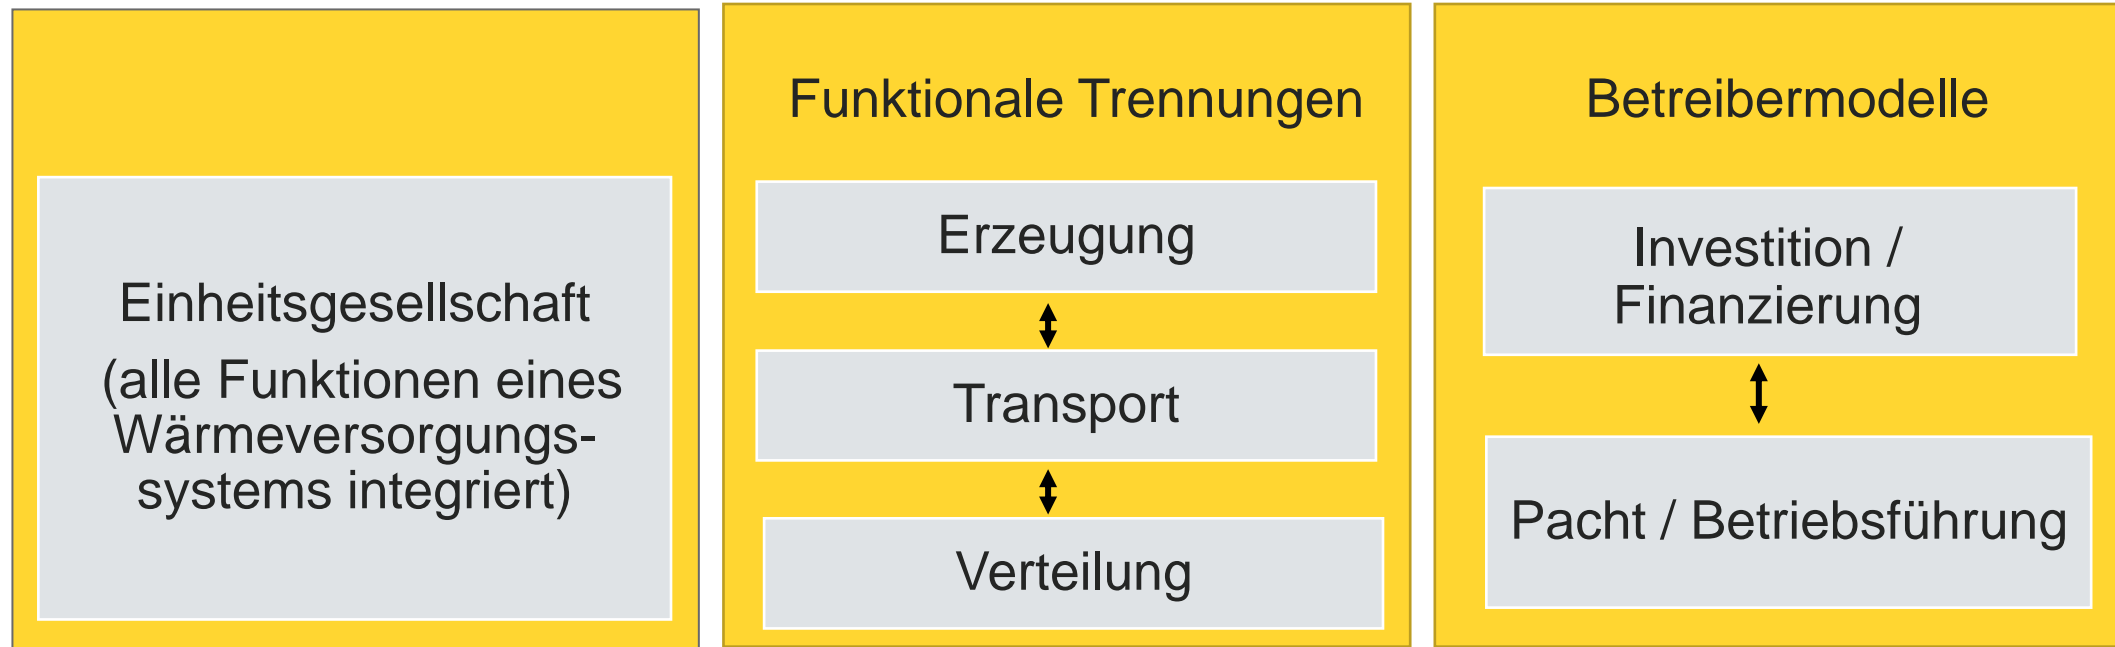 Einheitsgesellschaft
(alle Funktionen eines
Wärmeversorgungs-
systems integriert)
Funktionale Trennungen
Erzeugung
Transport
Verteilung
Betreibermodelle
Investition /
Finanzierung
Pacht / Betriebsführung